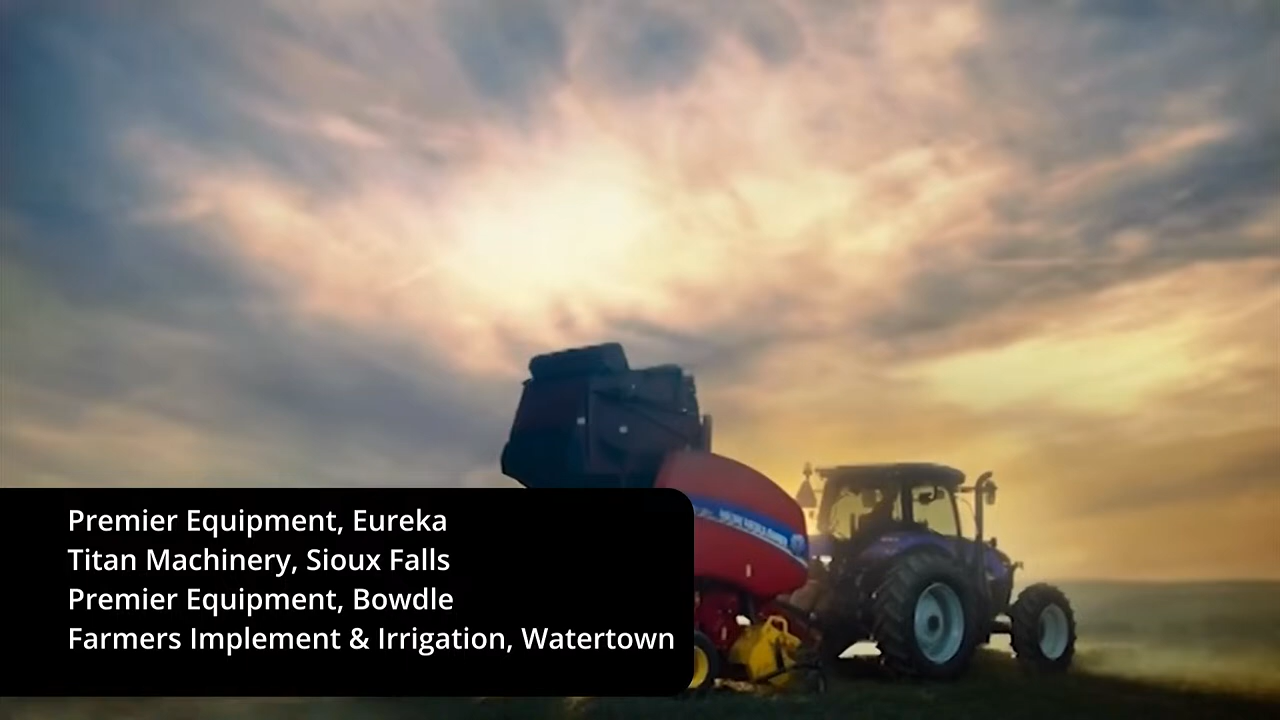 Premier Equipment, Eureka
Titan Machinery, Sioux Falls
Premier Equipment, Bowdle
Farmers Implement & Irrigation, Watertown